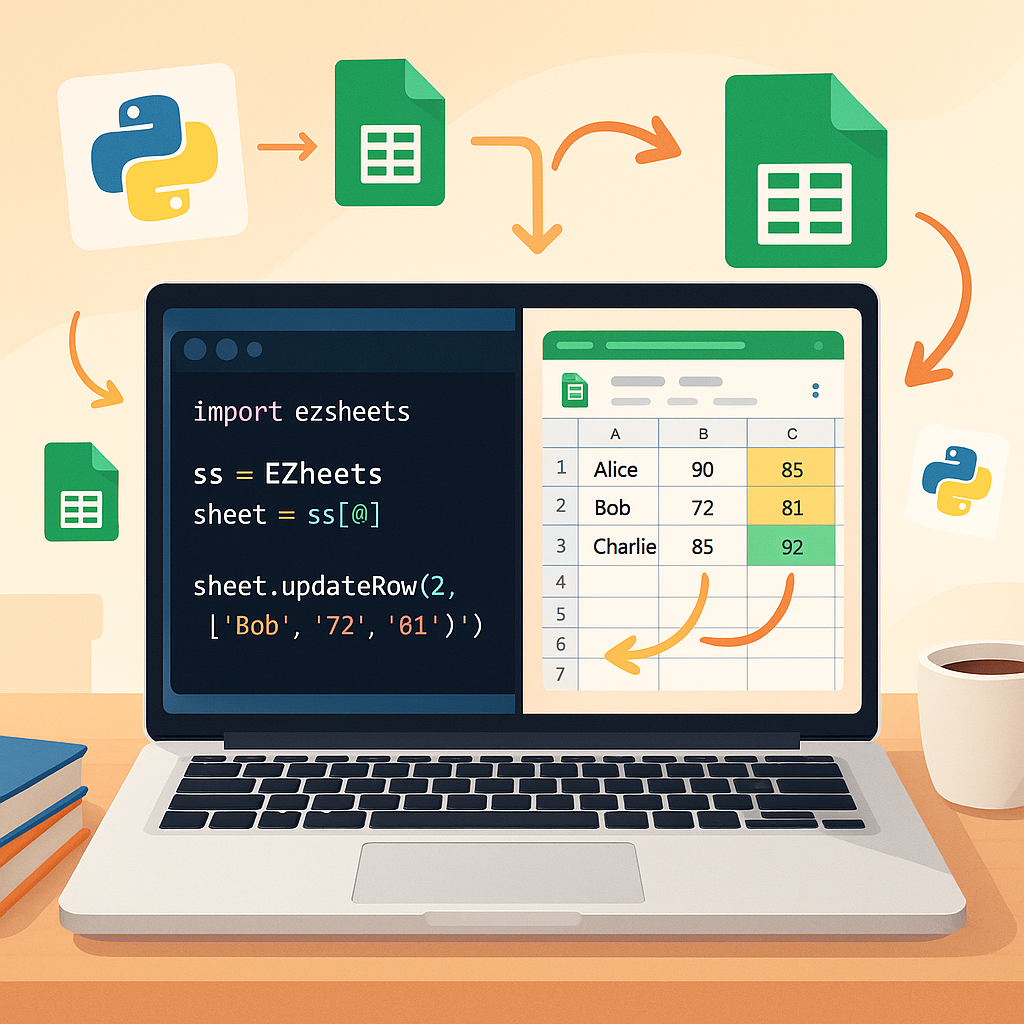 import ezsheets
ss = EZheets
sheet = ss[@]
sheet.updateRow(2,
['Bob', '72', '61')')
A B C
1 Alice 90 85
2 Bob 72 81
3 Charlie 85 92
4
5
6
7